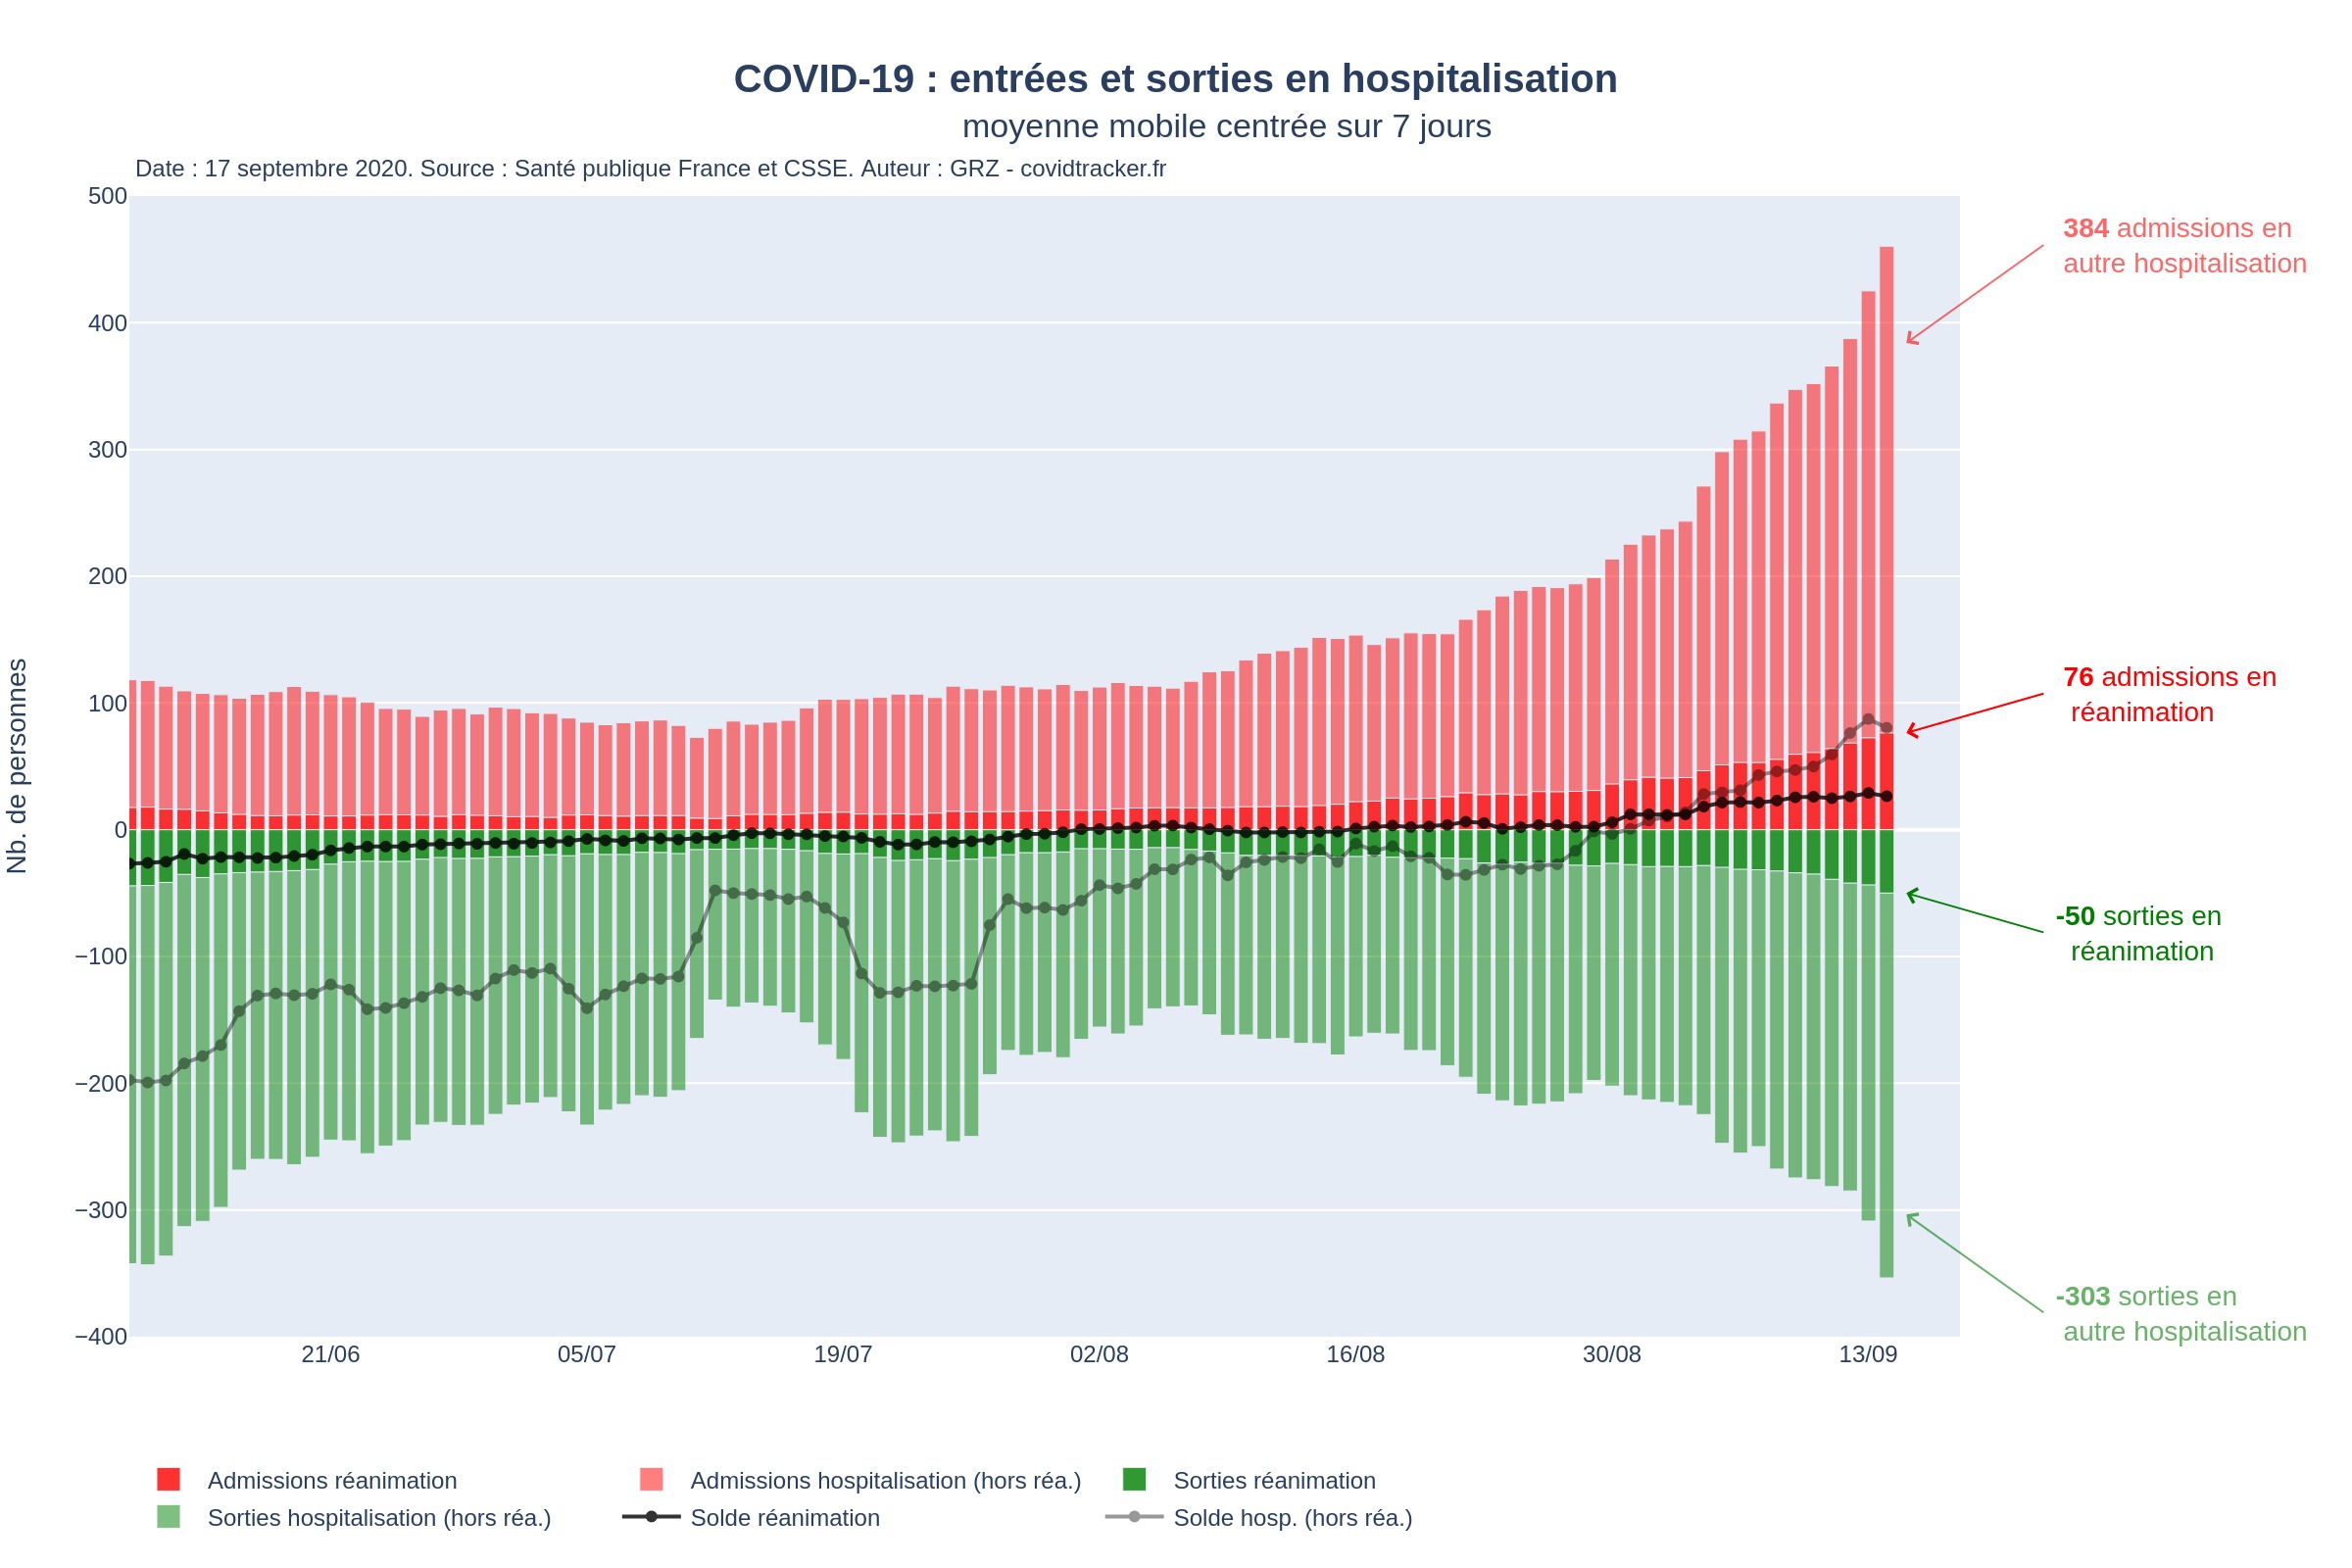 COVID-19 : entrées et sorties en hospitalisation
moyenne mobile centrée sur 7 jours
Date : 17 septembre 2020. Source : Santé publique France et CSSE. Auteur : GRZ - covidtracker.fr
Nb. de personnes
500
400
300
200
100
0
−100
−200
−300
−400
21/06
05/07
19/07
02/08
16/08
30/08
13/09
384 admissions en
autre hospitalisation
76 admissions en
réanimation
-50 sorties en
réanimation
-303 sorties en
autre hospitalisation
Admissions réanimation
Admissions hospitalisation (hors réa.)
Sorties réanimation
Sorties hospitalisation (hors réa.)
Solde réanimation
Solde hosp. (hors réa.)